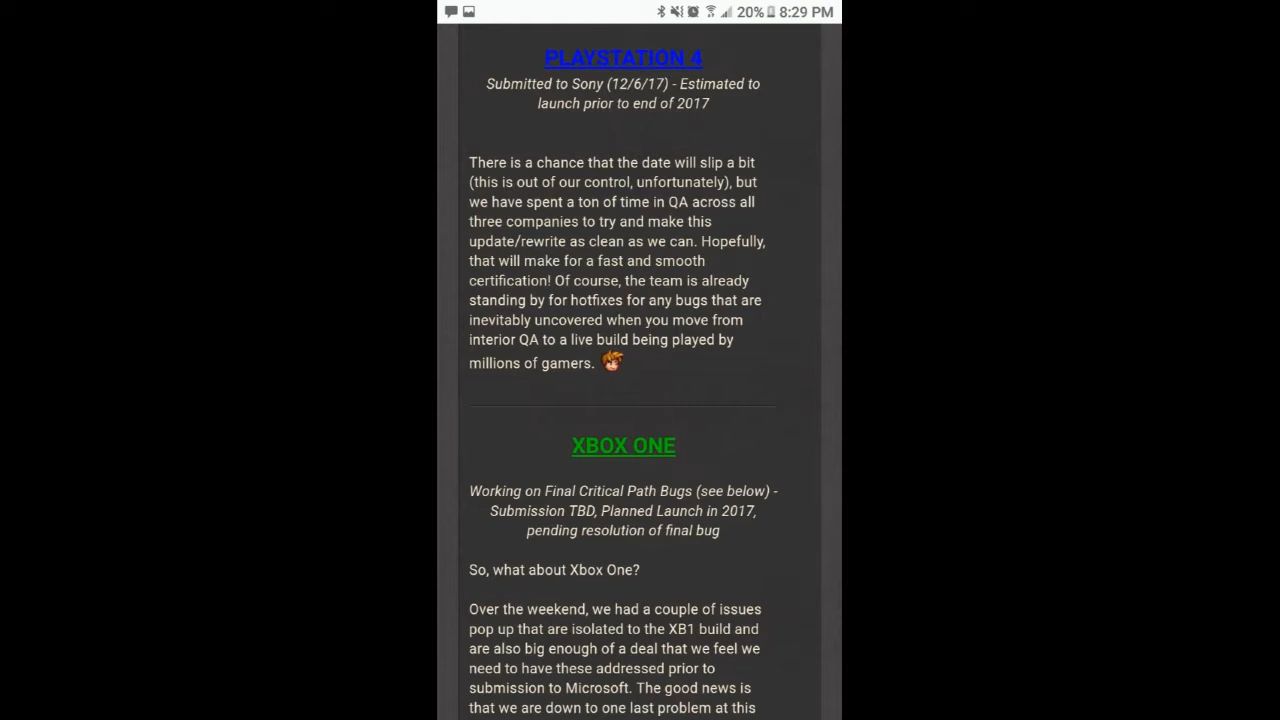 20% 8:29 PM
PLAYSTATION 4
Submitted to Sony (12/6/17) - Estimated to
launch prior to end of 2017
There is a chance that the date will slip a bit
(this is out of our control, unfortunately), but
we have spent a ton of time in QA across all
three companies to try and make this
update/rewrite as clean as we can. Hopefully,
that will make for a fast and smooth
certification! Of course, the team is already
standing by for hotfixes for any bugs that are
inevitably uncovered when you move from
interior QA to a live build being played by
millions of gamers.
XBOX ONE
Working on Final Critical Path Bugs (see below) -
Submission TBD, Planned Launch in 2017,
pending resolution of final bug
So, what about Xbox One?
Over the weekend, we had a couple of issues
pop up that are isolated to the XB1 build and
are also big enough of a deal that we feel we
need to have these addressed prior to
submission to Microsoft. The good news is
that we are down to one last problem at this